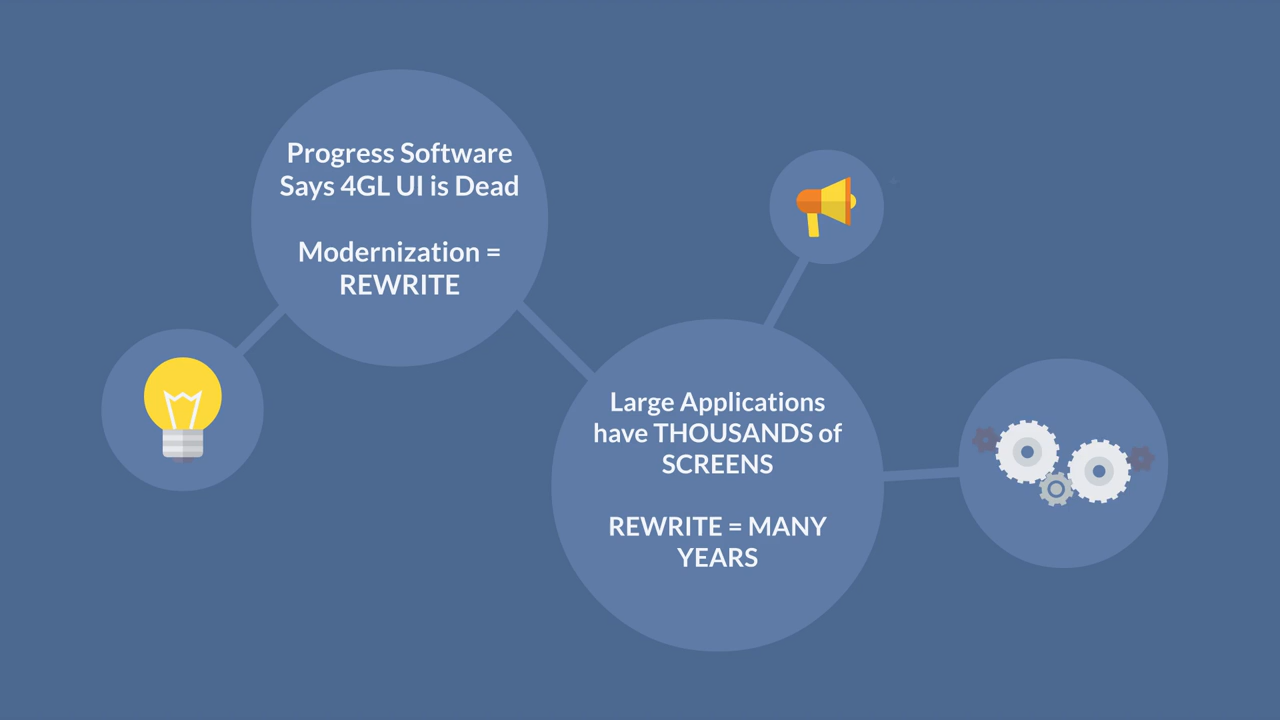 Progress Software
Says 4GL UI is Dead
Modernization =
REWRITE
Large Applications
have THOUSANDS of
SCREENS
REWRITE = MANY
YEARS